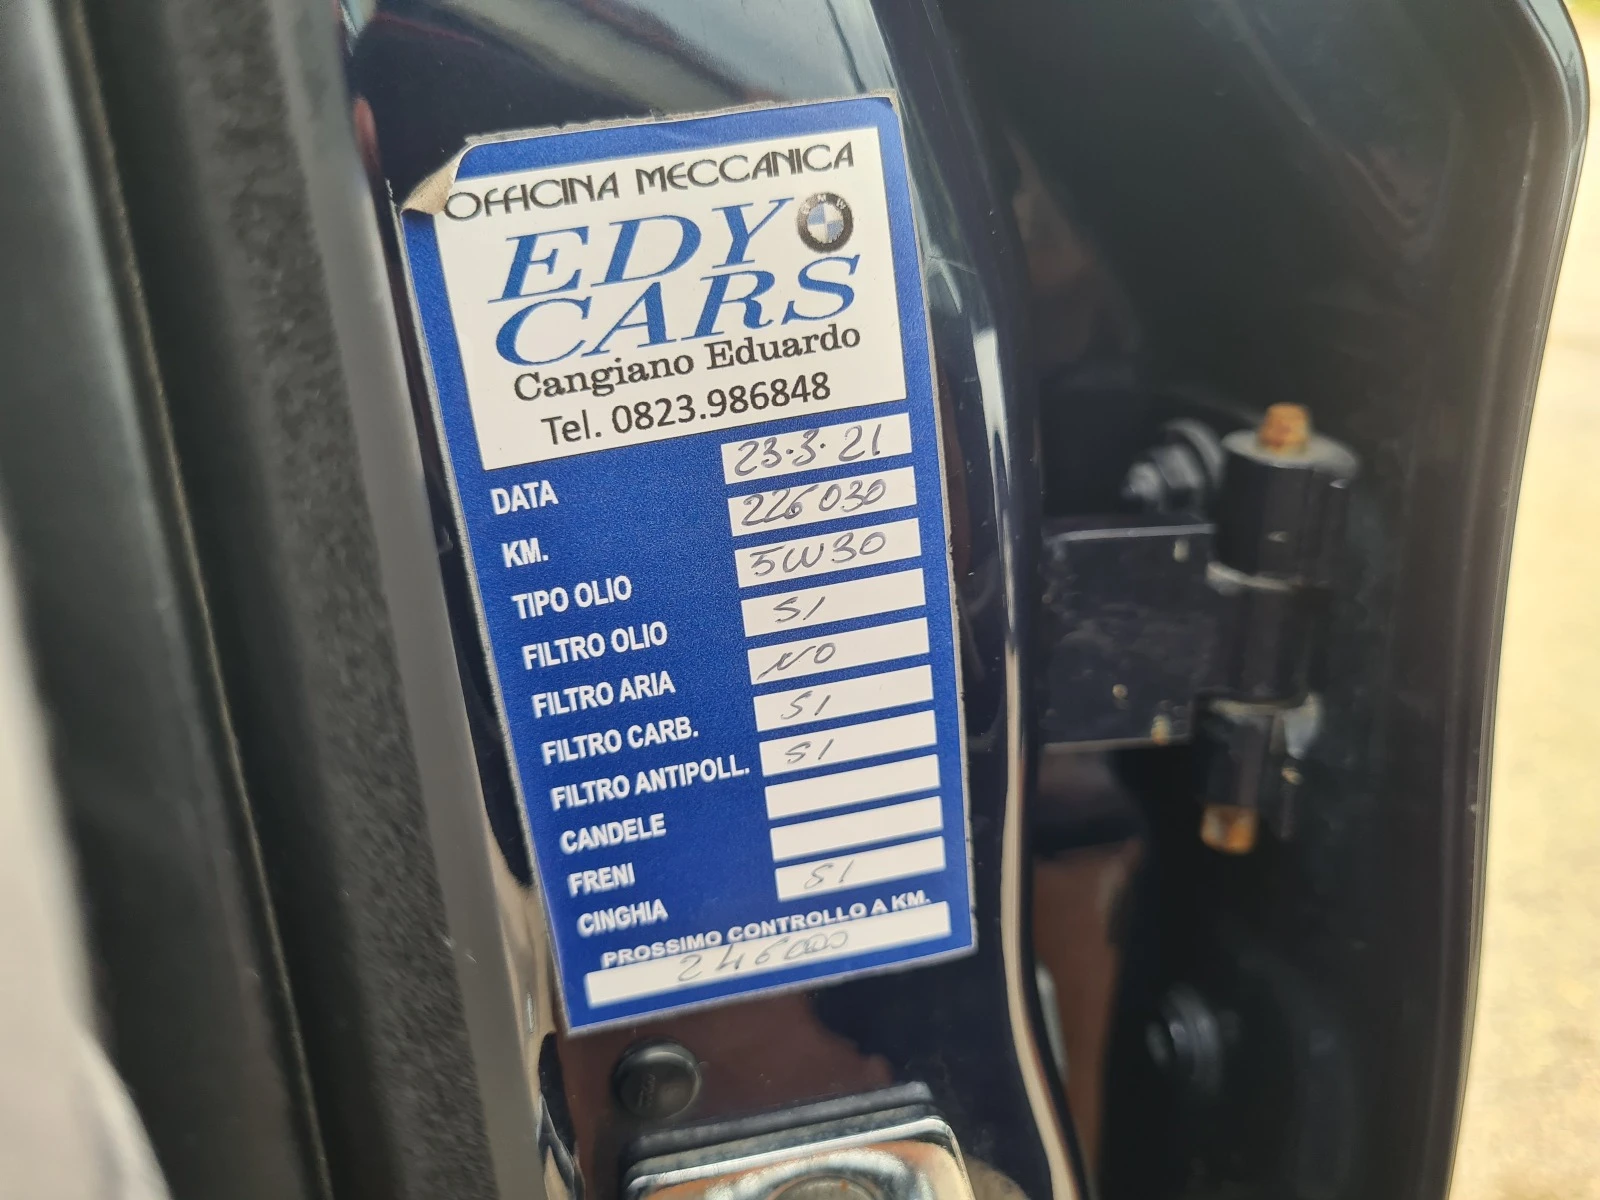 OFFICINA MECCANICA
EDY
CARS
Cangiano Eduardo
Tel. 0823.986848
DATA 23.3.21
KM. 226030
TIPO OLIO 5W30
FILTRO OLIO SI
FILTRO ARIA NO
FILTRO CARB. SI
FILTRO ANTIPOLL. SI
CANDELE
FRENI
CINGHIA SI
PROSSIMO CONTROLLO A KM.
246000